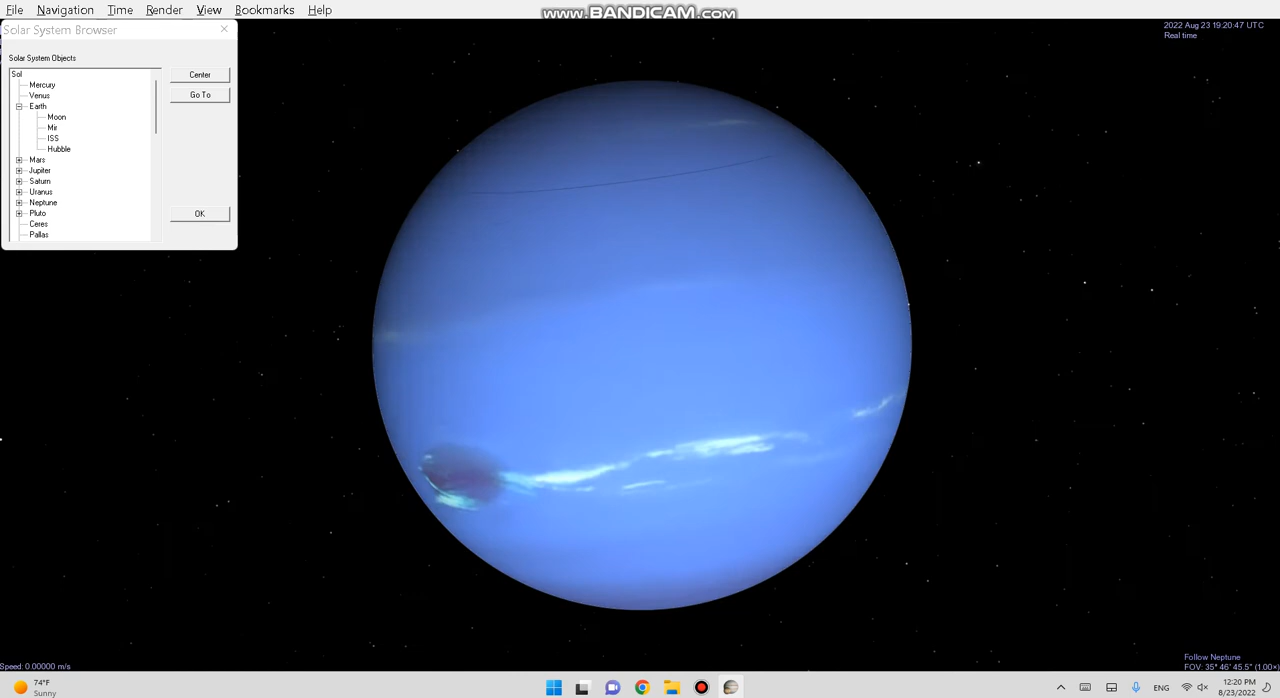 File Navigation Time Render View Bookmarks Help
www.BANDICAM.com
Solar System Browser
2022 Aug 23 19:20:47 UTC
Real time
Solar System Objects
Sol
Mercury
Venus
Earth
Moon
Mir
ISS
Hubble
Mars
Jupiter
Saturn
Uranus
Neptune
Pluto
Ceres
Pallas
Center
Go To
OK
Speed: 0.00000 m/s
Follow Neptune
FOV: 35° 46' 45.5" (1.00×)
74°F
Sunny
ENG
12:20 PM
8/23/2022